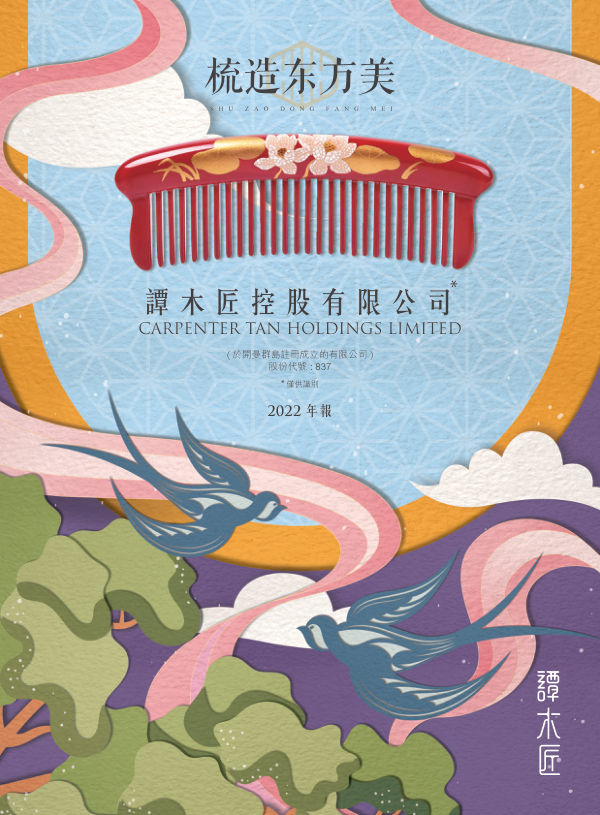 梳造东方美
SHU ZAO DONG FANG MEI
譚木匠控股有限公司*
CARPENTER TAN HOLDINGS LIMITED
(於開曼群島註冊成立的有限公司)
股份代號 : 837
* 僅供識別
2022 年報
譚木匠